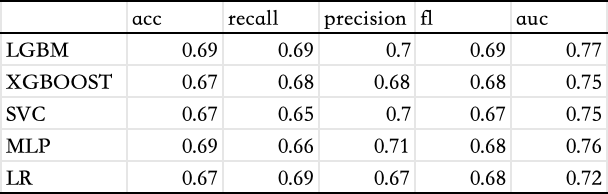 acc recall precision fl auc
LGBM 0.69 0.69 0.7 0.69 0.77
XGBOOST 0.67 0.68 0.68 0.68 0.75
SVC 0.67 0.65 0.7 0.67 0.75
MLP 0.69 0.66 0.71 0.68 0.76
LR 0.67 0.69 0.67 0.68 0.72